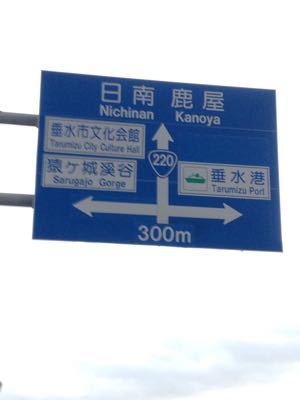 日南 鹿屋
Nichinan Kanoya
垂水市文化会館
Tarumizu City Culture Hall
220
猿ヶ城渓谷
Sarugajo Gorge
垂水港
Tarumizu Port
300m